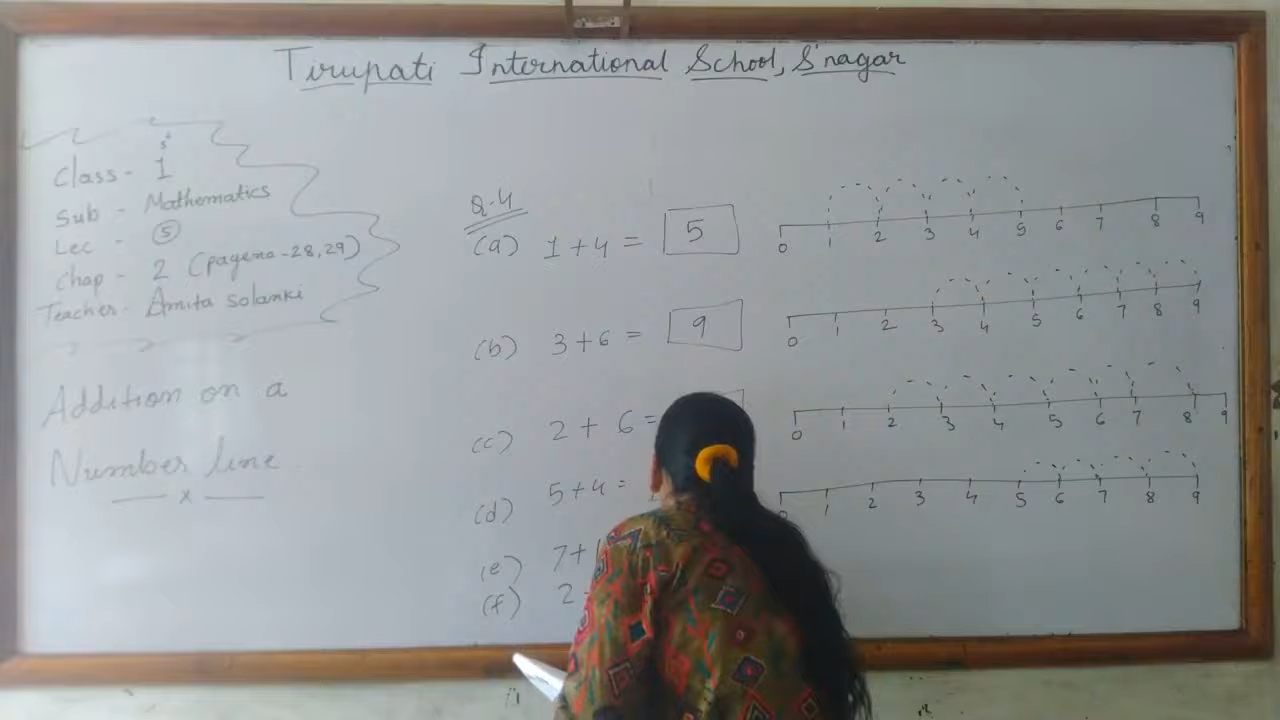 Tirupati International School, S'nagar
Class - 1st
Sub - Mathematics
Lec - 5
Chap - 2 (pageno-28,29)
Teacher - Amita Solanki
Addition on a
Number line
x
Q.4
(a) 1 + 4 = 5
0 1 2 3 4 5 6 7 8 9
(b) 3 + 6 = 9
0 1 2 3 4 5 6 7 8 9
(c) 2 + 6 =
0 1 2 3 4 5 6 7 8 9
(d) 5 + 4 =
0 1 2 3 4 5 6 7 8 9
(e) 7 +
(f) 2